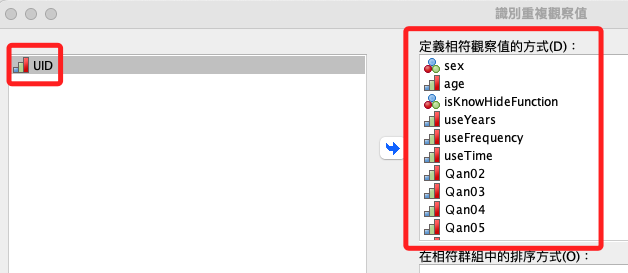 識別重複觀察值
定義相符觀察值的方式(D)：
UID
sex
age
isKnowHideFunction
useYears
useFrequency
useTime
Qan02
Qan03
Qan04
Qan05
在相符群組中的排序方式(O)：